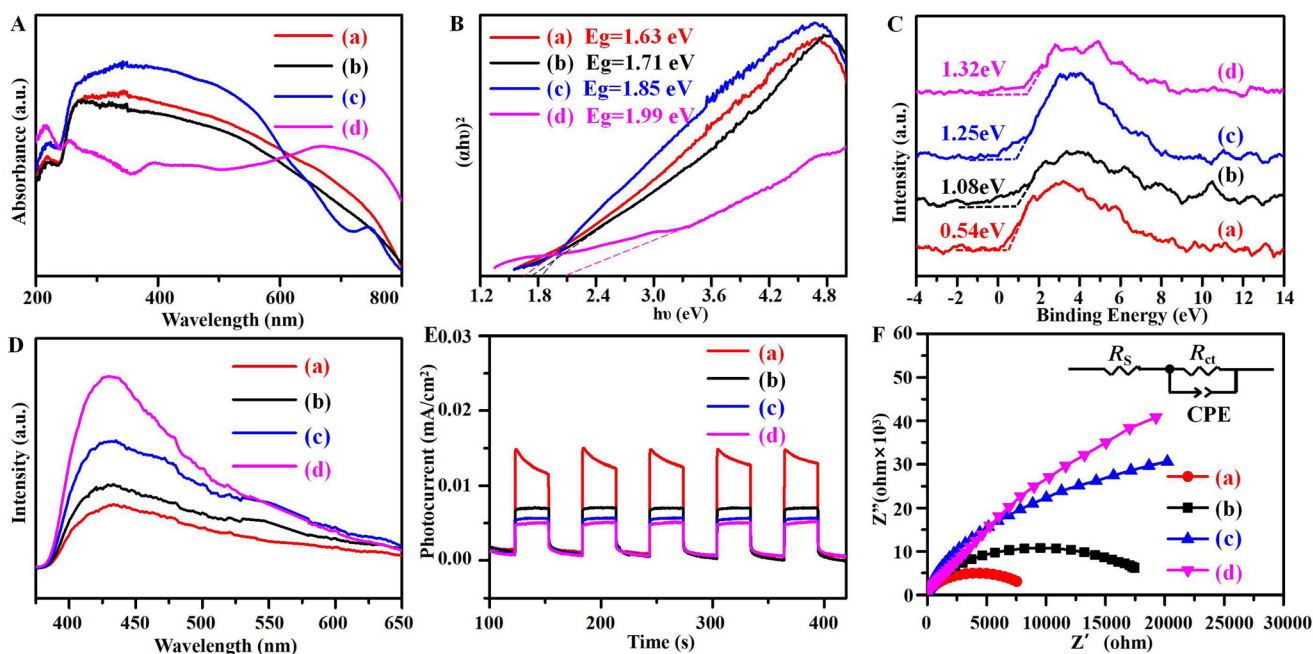 A
(a)
(b)
(c)
(d)
Absorbance (a.u.)
200 400 600 800
Wavelength (nm)
B
(a) Eg=1.63 eV
(b) Eg=1.71 eV
(c) Eg=1.85 eV
(d) Eg=1.99 eV
(αhυ)²
1.2 1.8 2.4 3.0 3.6 4.2 4.8
hυ (eV)
C
1.32eV (d)
1.25eV (c)
1.08eV (b)
0.54eV (a)
Intensity (a.u.)
-4 -2 0 2 4 6 8 10 12 14
Binding Energy (eV)
D
(a)
(b)
(c)
(d)
Intensity (a.u.)
400 450 500 550 600 650
Wavelength (nm)
E
(a)
(b)
(c)
(d)
Photocurrent (mA/cm²)
0.03
0.02
0.01
0.00
100 200 300 400
Time (s)
F
RS Rct
CPE
(a)
(b)
(c)
(d)
Z''(ohm×10³)
60
50
40
30
20
10
0
0 5000 10000 15000 20000 25000 30000
Z' (ohm)